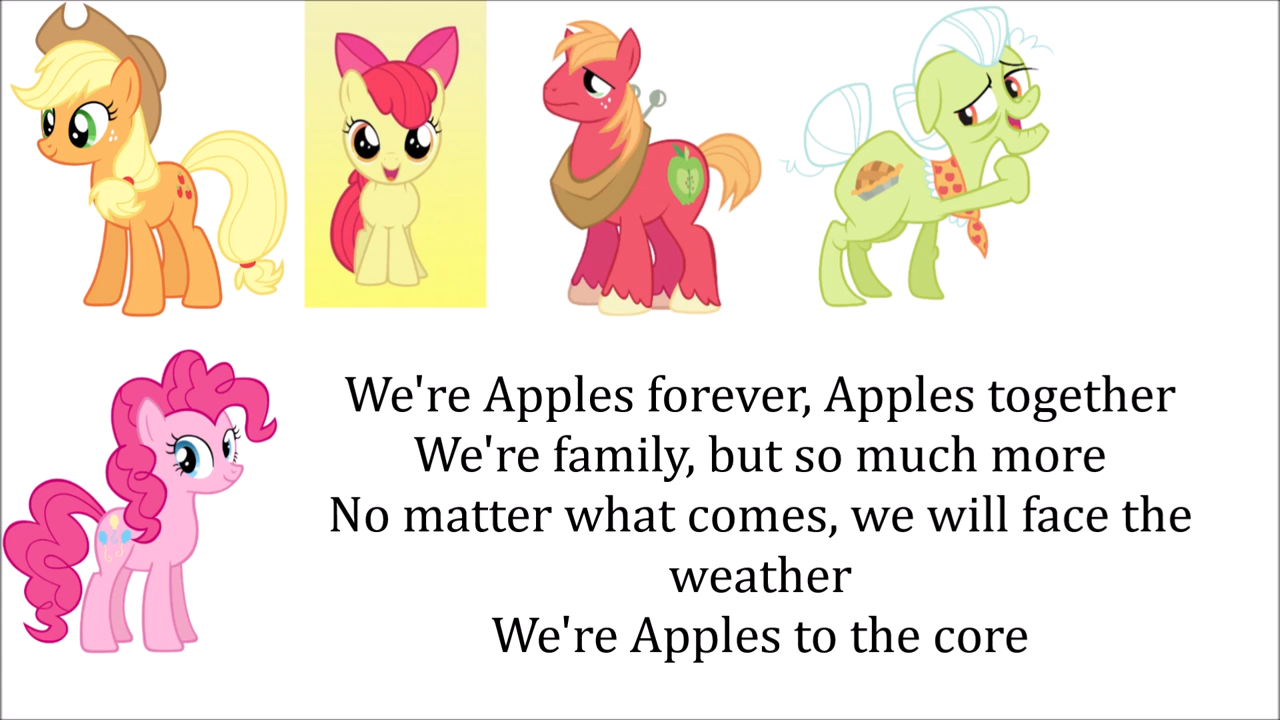 We're Apples forever, Apples together
We're family, but so much more
No matter what comes, we will face the
weather
We're Apples to the core